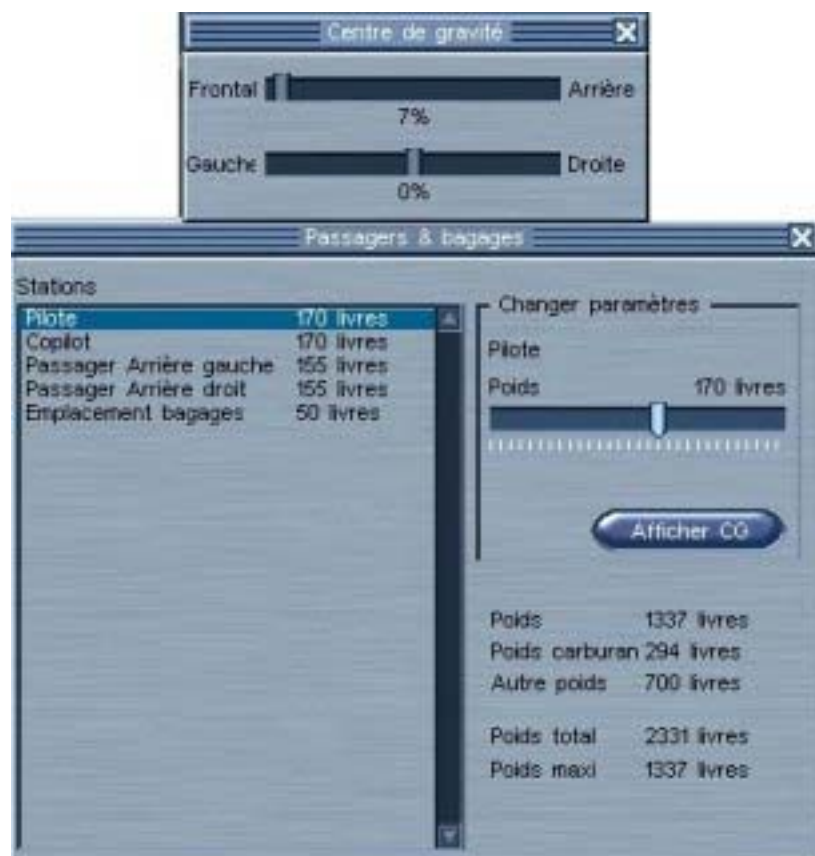 Centre de gravité
Frontal Arrière
7%
Gauche Droite
0%
Passagers & bagages
Stations
Pilote 170 livres
Copilot 170 livres
Passager Arrière gauche 155 livres
Passager Arrière droit 155 livres
Emplacement bagages 50 livres
Changer paramètres
Pilote
Poids 170 livres
Afficher CG
Poids 1337 livres
Poids carburan 294 livres
Autre poids 700 livres
Poids total 2331 livres
Poids maxi 1337 livres